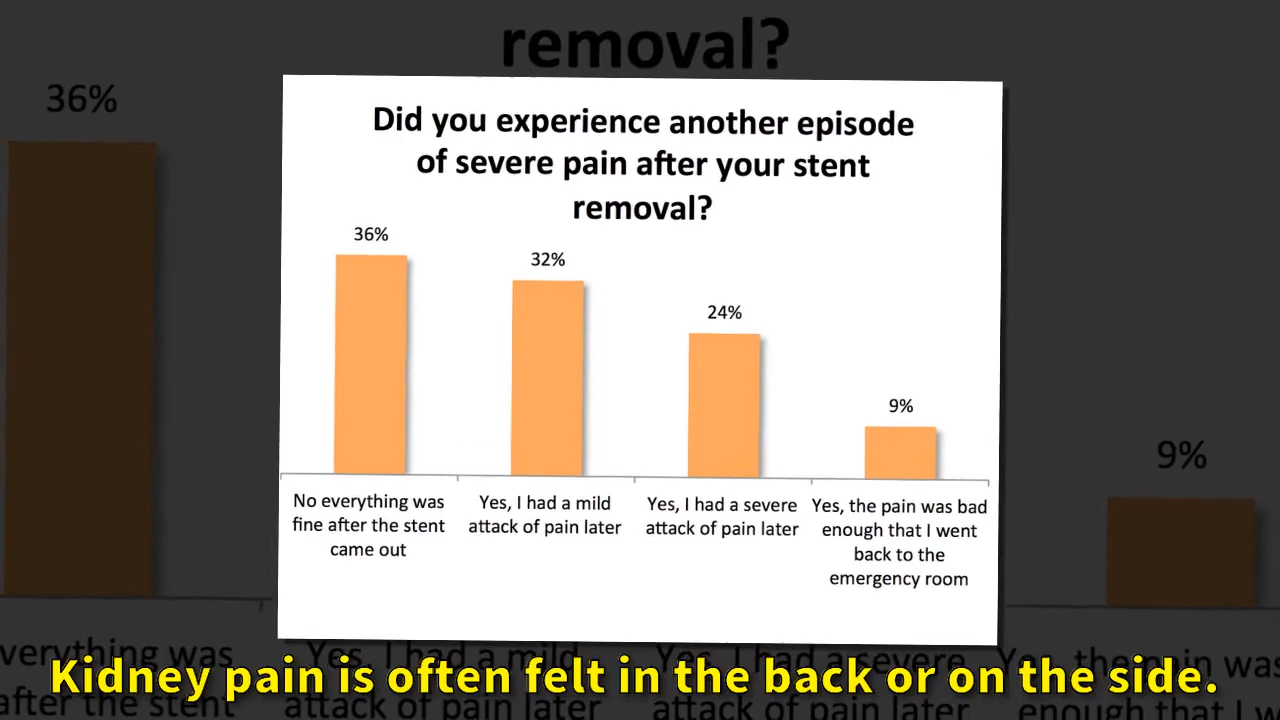 removal?
36%
Did you experience another episode
of severe pain after your stent
removal?
36%
32%
24%
9%
9%
No everything was
fine after the stent
came out
Yes, I had a mild
attack of pain later
Yes, I had a severe
attack of pain later
Yes, the pain was bad
enough that I went
back to the
emergency room
Kidney pain is often felt in the back or on the side.